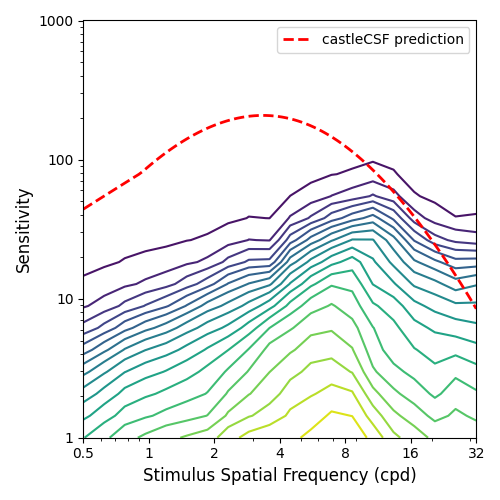 1000
100
10
1
Sensitivity
castleCSF prediction
0.5 1 2 4 8 16 32
Stimulus Spatial Frequency (cpd)